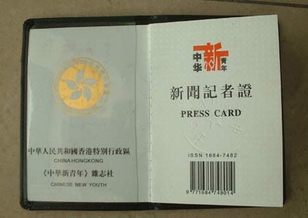 中華人民共和國香港特別行政區
CHINA HONGKONG
《中華新青年》雜志社
CHINESE NEW YOUTH
中华新青年
新聞記者證
PRESS CARD
ISSN 1684-7482
9771684748014